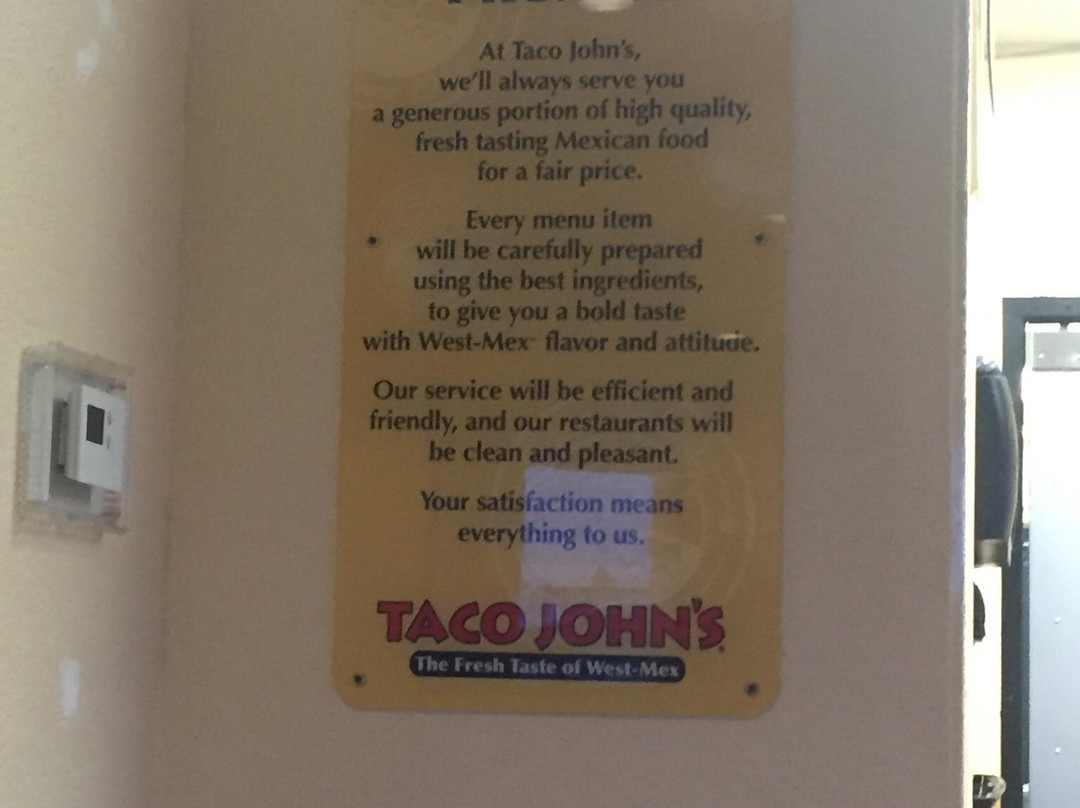 At Taco John's,
we'll always serve you
a generous portion of high quality,
fresh tasting Mexican food
for a fair price.
Every menu item
will be carefully prepared
using the best ingredients,
to give you a bold taste
with West-Mex™ flavor and attitude.
Our service will be efficient and
friendly, and our restaurants will
be clean and pleasant.
Your satisfaction means
everything to us.
TACO JOHN'S®
The Fresh Taste of West-Mex